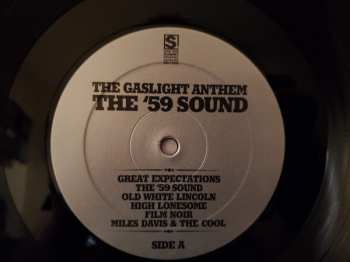 S
THE GASLIGHT ANTHEM
THE '59 SOUND
GREAT EXPECTATIONS
THE '59 SOUND
OLD WHITE LINCOLN
HIGH LONESOME
FILM NOIR
MILES DAVIS & THE COOL
SIDE A